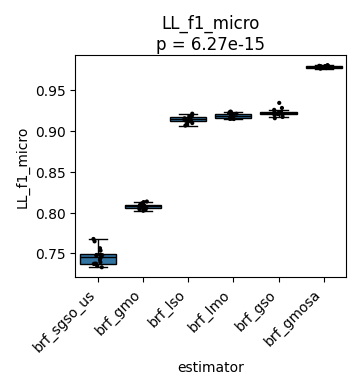 LL_f1_micro
p = 6.27e-15
LL_f1_micro
0.95
0.90
0.85
0.80
0.75
brf_sgso_us
brf_gmo
brf_lso
brf_lmo
brf_gso
brf_gmosa
estimator